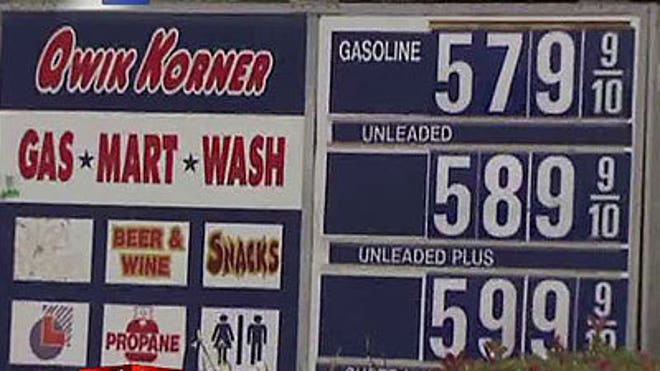 QWIK KORNER
GAS ★ MART ★ WASH
BEER &
WINE
SNACKS
PROPANE
GASOLINE 579 9/10
UNLEADED
589 9/10
UNLEADED PLUS
599 9/10